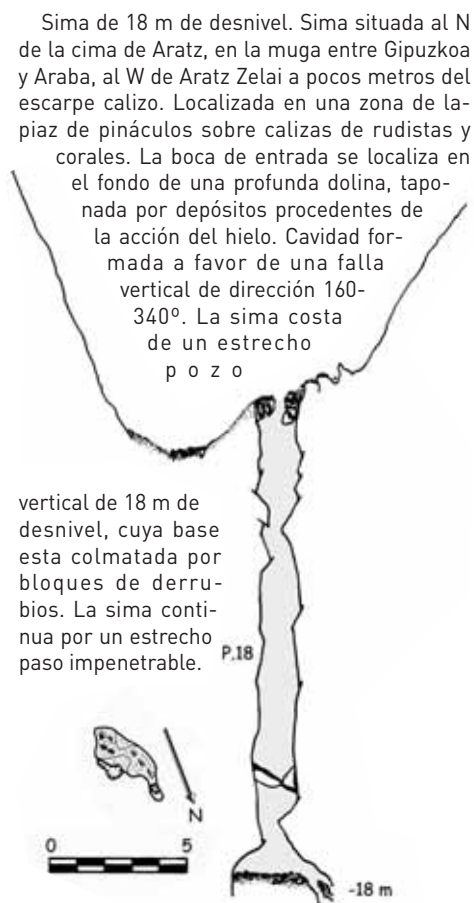 Sima de 18 m de desnivel. Sima situada al N
de la cima de Aratz, en la muga entre Gipuzkoa
y Araba, al W de Aratz Zelai a pocos metros del
escarpe calizo. Localizada en una zona de la-
piaz de pináculos sobre calizas de rudistas y
corales. La boca de entrada se localiza en
el fondo de una profunda dolina, tapo-
nada por depósitos procedentes de
la acción del hielo. Cavidad for-
mada a favor de una falla
vertical de dirección 160-
340º. La sima costa
de un estrecho
pozo
vertical de 18 m de
desnivel, cuya base
esta colmatada por
bloques de derru-
bios. La sima conti-
nua por un estrecho
paso impenetrable.
P.18
N
0 5
-18 m